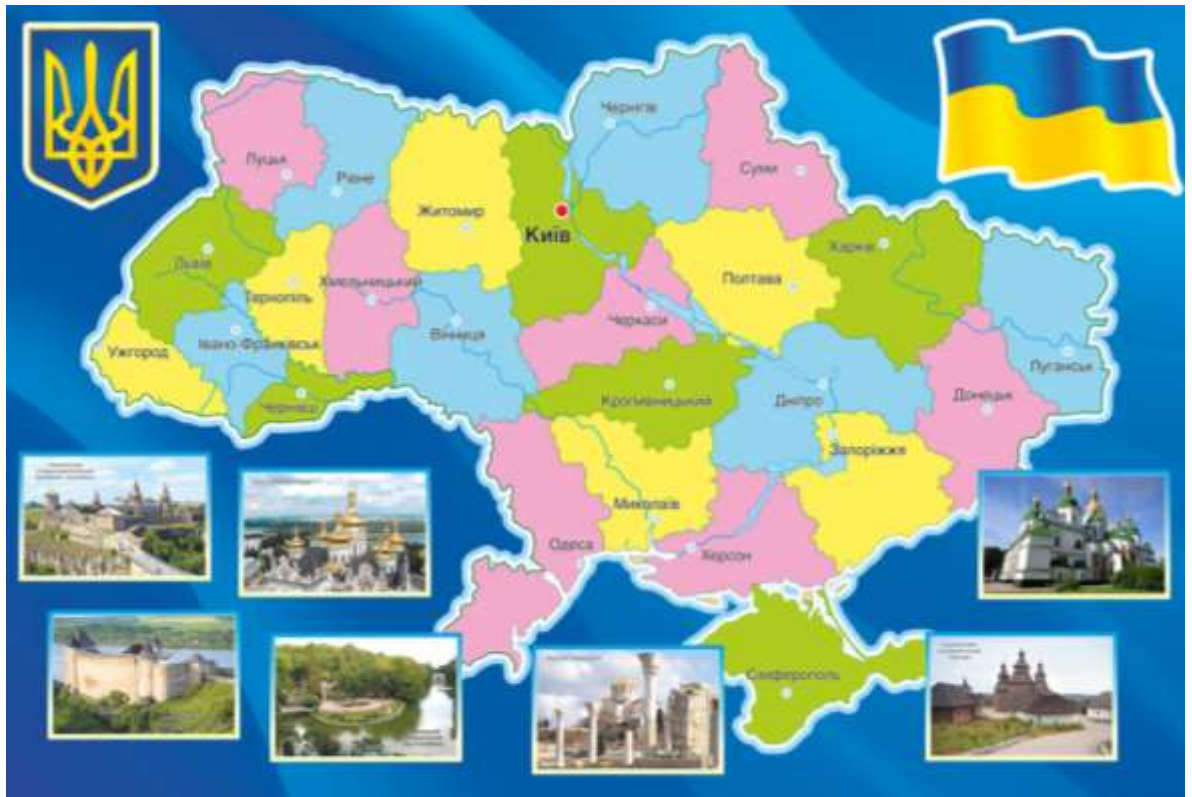 Чернігів
Луцьк
Рівне
Суми
Житомир
Київ
Харків
Львів
Полтава
Тернопіль
Хмельницький
Черкаси
Вінниця
Івано-Франківськ
Ужгород
Луганськ
Донецьк
Чернівці
Кропивницький
Дніпро
Запоріжжя
Миколаїв
Одеса
Херсон
Сімферополь